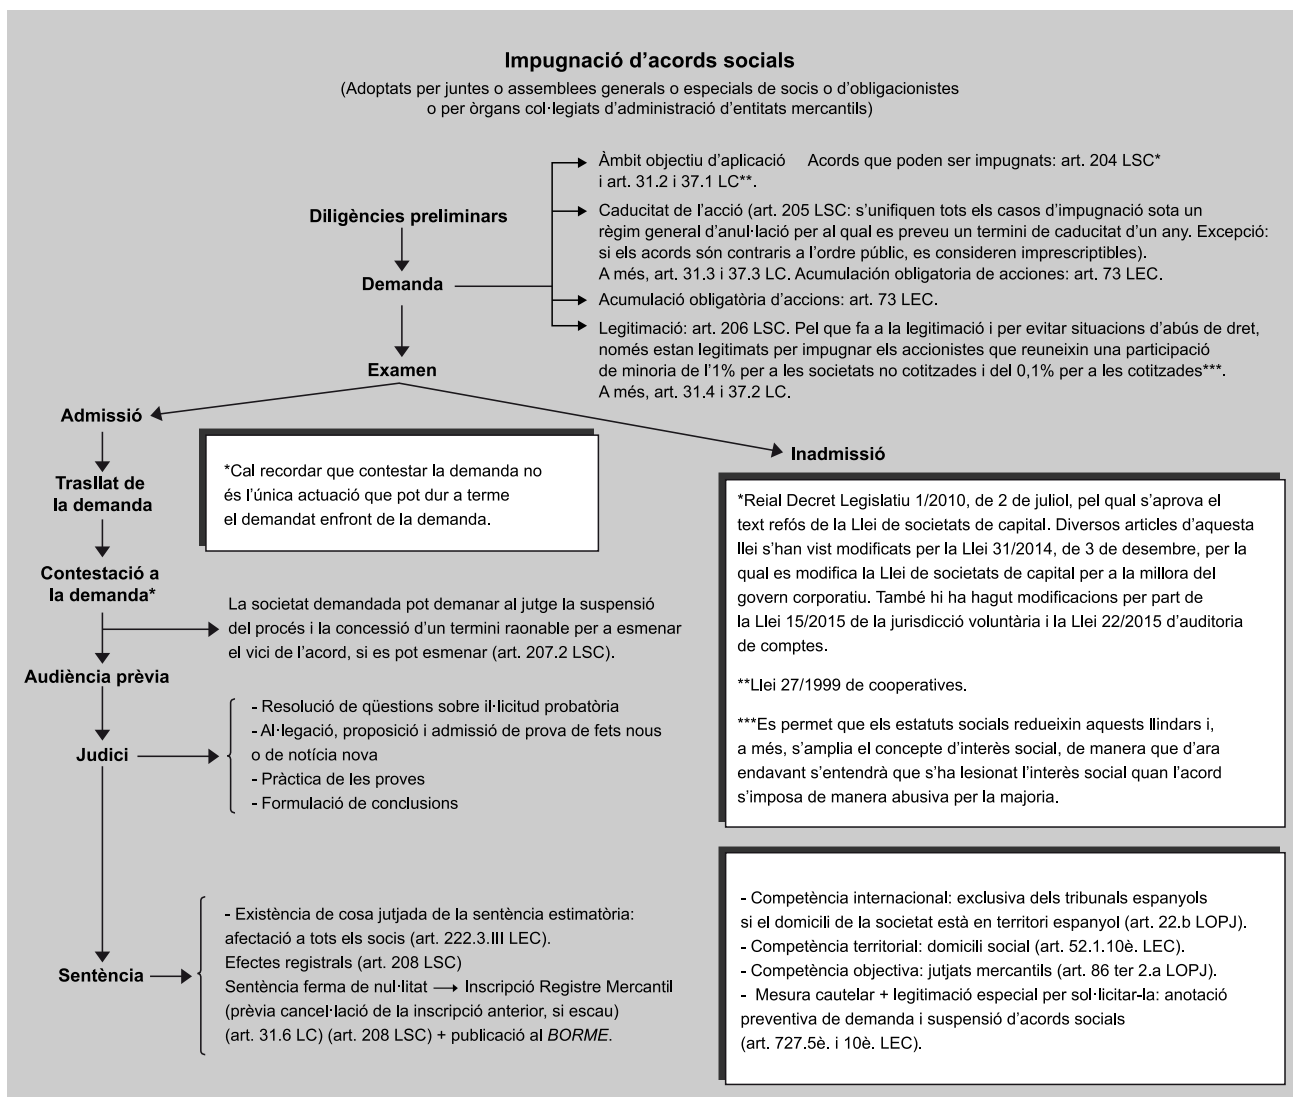 Impugnació d’acords socials
(Adoptats per juntes o assemblees generals o especials de socis o d’obligacionistes
o per òrgans col·legiats d’administració d’entitats mercantils)
Diligències preliminars
Demanda
Àmbit objectiu d’aplicació Acords que poden ser impugnats: art. 204 LSC*
i art. 31.2 i 37.1 LC**.
Caducitat de l’acció (art. 205 LSC: s’unifiquen tots els casos d’impugnació sota un
règim general d’anul·lació per al qual es preveu un termini de caducitat d’un any. Excepció:
si els acords són contraris a l’ordre públic, es consideren imprescriptibles).
A més, art. 31.3 i 37.3 LC. Acumulación obligatoria de acciones: art. 73 LEC.
Acumulació obligatòria d’accions: art. 73 LEC.
Legitimació: art. 206 LSC. Pel que fa a la legitimació i per evitar situacions d’abús de dret,
només estan legitimats per impugnar els accionistes que reuneixin una participació
de minoria de l’1% per a les societats no cotitzades i del 0,1% per a les cotitzades***.
A més, art. 31.4 i 37.2 LC.
Examen
Admissió
Inadmissió
*Cal recordar que contestar la demanda no
és l’única actuació que pot dur a terme
el demandat enfront de la demanda.
Trasllat de
la demanda
Contestació a
la demanda*
La societat demandada pot demanar al jutge la suspensió
del procés i la concessió d’un termini raonable per a esmenar
el vici de l’acord, si es pot esmenar (art. 207.2 LSC).
Audiència prèvia
Judici
- Resolució de qüestions sobre il·licitud probatòria
- Al·legació, proposició i admissió de prova de fets nous
o de notícia nova
- Pràctica de les proves
- Formulació de conclusions
Sentència
- Existència de cosa jutjada de la sentència estimatòria:
afectació a tots els socis (art. 222.3.III LEC).
Efectes registrals (art. 208 LSC)
Sentència ferma de nul·litat → Inscripció Registre Mercantil
(prèvia cancel·lació de la inscripció anterior, si escau)
(art. 31.6 LC) (art. 208 LSC) + publicació al BORME.
*Reial Decret Legislatiu 1/2010, de 2 de juliol, pel qual s’aprova el
text refós de la Llei de societats de capital. Diversos articles d’aquesta
llei s’han vist modificats per la Llei 31/2014, de 3 de desembre, per la
qual es modifica la Llei de societats de capital per a la millora del
govern corporatiu. També hi ha hagut modificacions per part de
la Llei 15/2015 de la jurisdicció voluntària i la Llei 22/2015 d’auditoria
de comptes.
**Llei 27/1999 de cooperatives.
***Es permet que els estatuts socials redueixin aquests llindars i,
a més, s’amplia el concepte d’interès social, de manera que d’ara
endavant s’entendrà que s’ha lesionat l’interès social quan l’acord
s’imposa de manera abusiva per la majoria.
- Competència internacional: exclusiva dels tribunals espanyols
si el domicili de la societat està en territori espanyol (art. 22.b LOPJ).
- Competència territorial: domicili social (art. 52.1.10è. LEC).
- Competència objectiva: jutjats mercantils (art. 86 ter 2.a LOPJ).
- Mesura cautelar + legitimació especial per sol·licitar-la: anotació
preventiva de demanda i suspensió d’acords socials
(art. 727.5è. i 10è. LEC).